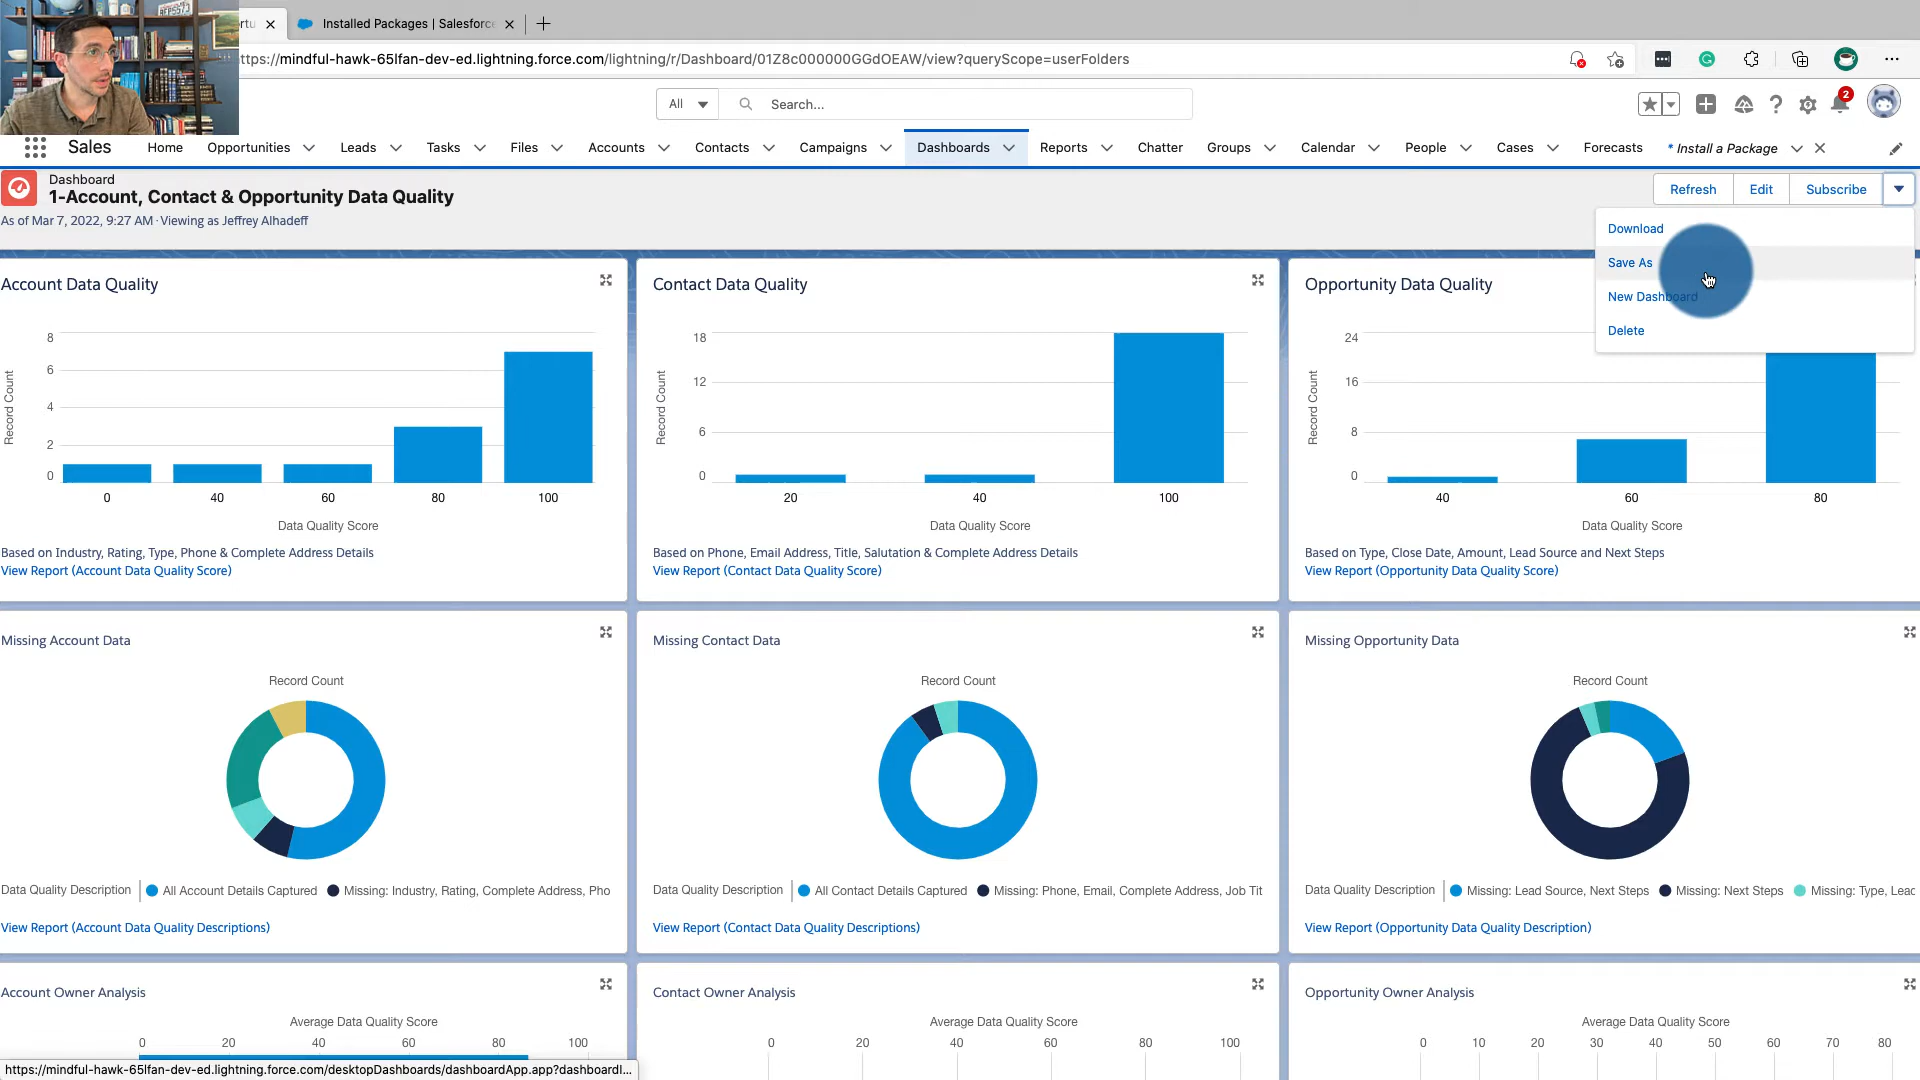 rtu
Installed Packages | Salesforc
ttps://mindful-hawk-65lfan-dev-ed.lightning.force.com/lightning/r/Dashboard/01Z8c000000GGdOEAW/view?queryScope=userFolders
All
Search...
2
Sales
Home
Opportunities
Leads
Tasks
Files
Accounts
Contacts
Campaigns
Dashboards
Reports
Chatter
Groups
Calendar
People
Cases
Forecasts
* Install a Package
Dashboard
1-Account, Contact & Opportunity Data Quality
As of Mar 7, 2022, 9:27 AM·Viewing as Jeffrey Alhadeff
Refresh
Edit
Subscribe
Download
Save As
New Dashboard
Delete
Account Data Quality
8
6
4
2
0
Record Count
0 40 60 80 100
Data Quality Score
Based on Industry, Rating, Type, Phone & Complete Address Details
View Report (Account Data Quality Score)
Contact Data Quality
18
12
6
0
Record Count
20 40 100
Data Quality Score
Based on Phone, Email Address, Title, Salutation & Complete Address Details
View Report (Contact Data Quality Score)
Opportunity Data Quality
24
16
8
0
Record Count
40 60 80
Data Quality Score
Based on Type, Close Date, Amount, Lead Source and Next Steps
View Report (Opportunity Data Quality Score)
Missing Account Data
Record Count
Data Quality Description
All Account Details Captured
Missing: Industry, Rating, Complete Address, Pho
View Report (Account Data Quality Descriptions)
Missing Contact Data
Record Count
Data Quality Description
All Contact Details Captured
Missing: Phone, Email, Complete Address, Job Tit
View Report (Contact Data Quality Descriptions)
Missing Opportunity Data
Record Count
Data Quality Description
Missing: Lead Source, Next Steps
Missing: Next Steps
Missing: Type, Leac
View Report (Opportunity Data Quality Description)
Account Owner Analysis
Average Data Quality Score
0 20 40 60 80 100
Contact Owner Analysis
Average Data Quality Score
0 20 40 60 80 100
Opportunity Owner Analysis
Average Data Quality Score
0 10 20 30 40 50 60 70 80
https://mindful-hawk-65lfan-dev-ed.lightning.force.com/desktopDashboards/dashboardApp.app?dashboardI...